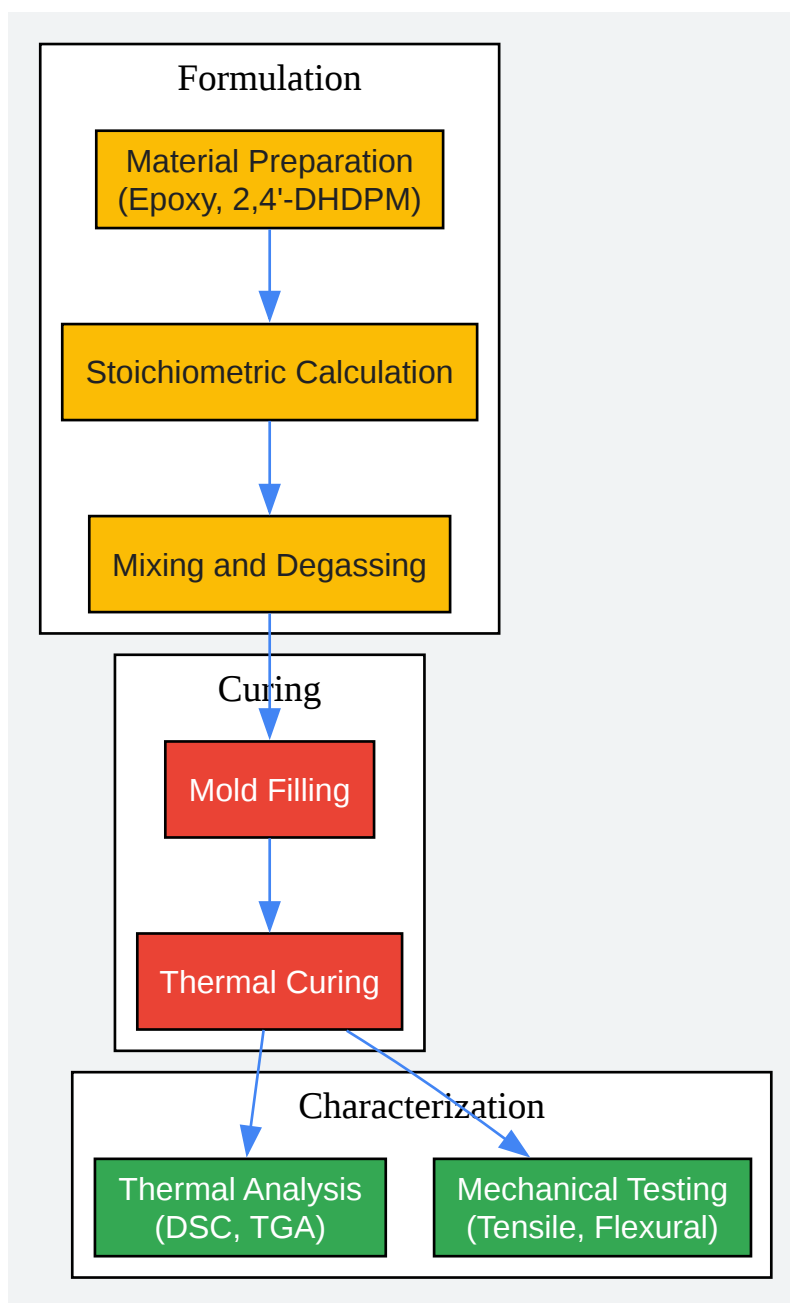 Formulation
Material Preparation
(Epoxy, 2,4'-DHDPM)
Stoichiometric Calculation
Mixing and Degassing
Curing
Mold Filling
Thermal Curing
Characterization
Thermal Analysis
(DSC, TGA)
Mechanical Testing
(Tensile, Flexural)